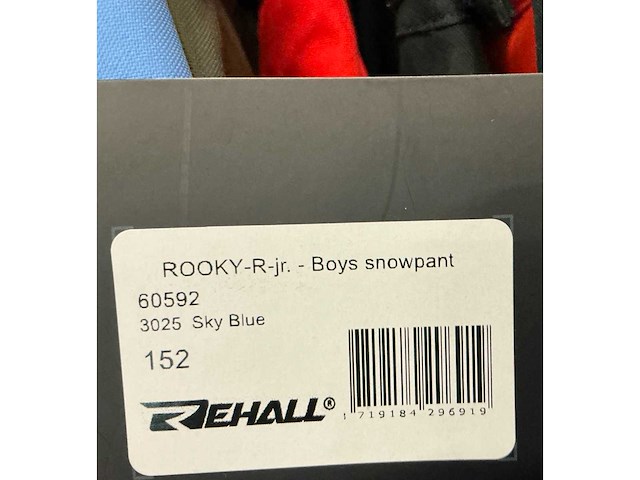 ROOKY-R-jr. - Boys snowpant
60592
3025 Sky Blue
152
REHALL®
1 719184 296919